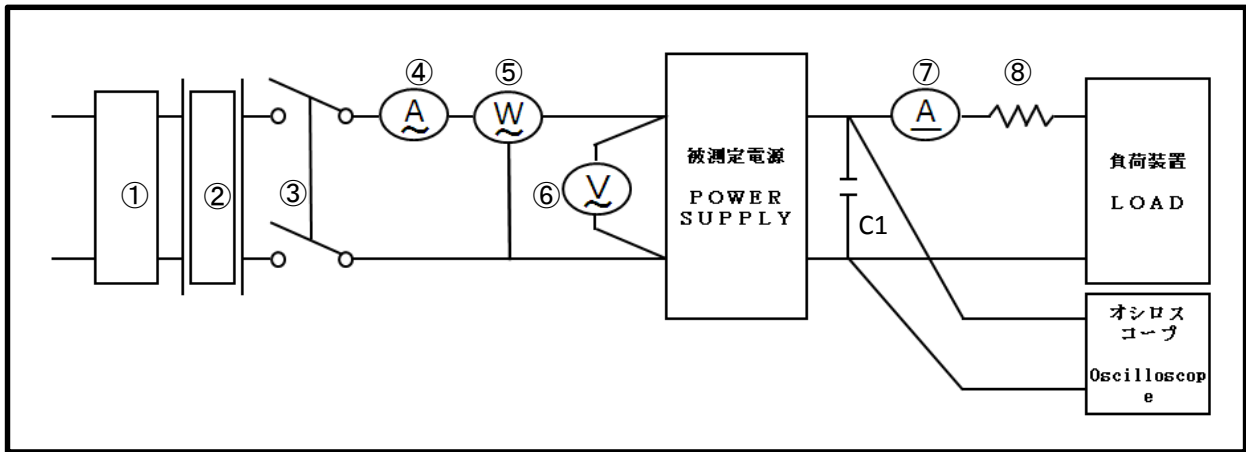 ①
②
③
④
A
~
⑤
W
~
⑥
V
~
被測定電源
POWER
SUPPLY
C1
⑦
A
⑧
負荷装置
LOAD
オシロス
コープ
Oscilloscop
e